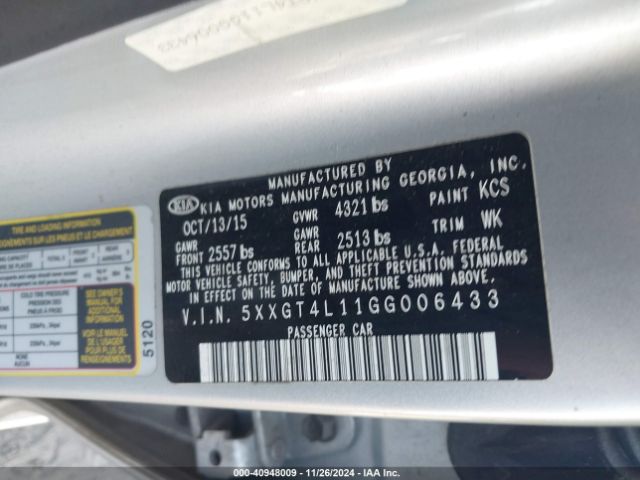 MANUFACTURED BY
KIA KIA MOTORS MANUFACTURING GEORGIA, INC.
OCT/13/15 GVWR 4321 lbs PAINT KCS
GAWR FRONT 2557 lbs GAWR REAR 2513 lbs TRIM WK
THIS VEHICLE CONFORMS TO ALL APPLICABLE U.S.A. FEDERAL
MOTOR VEHICLE SAFETY, BUMPER, AND THEFT PREVENTION STANDARDS
IN EFFECT ON THE DATE OF MANUFACTURE SHOWN ABOVE.
V.I.N. 5XXGT4L11GG006433
PASSENGER CAR
TIRE AND LOADING INFORMATION
SEE OWNER'S
MANUAL FOR
ADDITIONAL
INFORMATION
VOIR LE MANUEL
DE L'USAGER
POUR PLUS DE
RENSEIGNEMENTS
NONE
AUCUN
5120
000-40948009 — 11/26/2024 — IAA Inc.